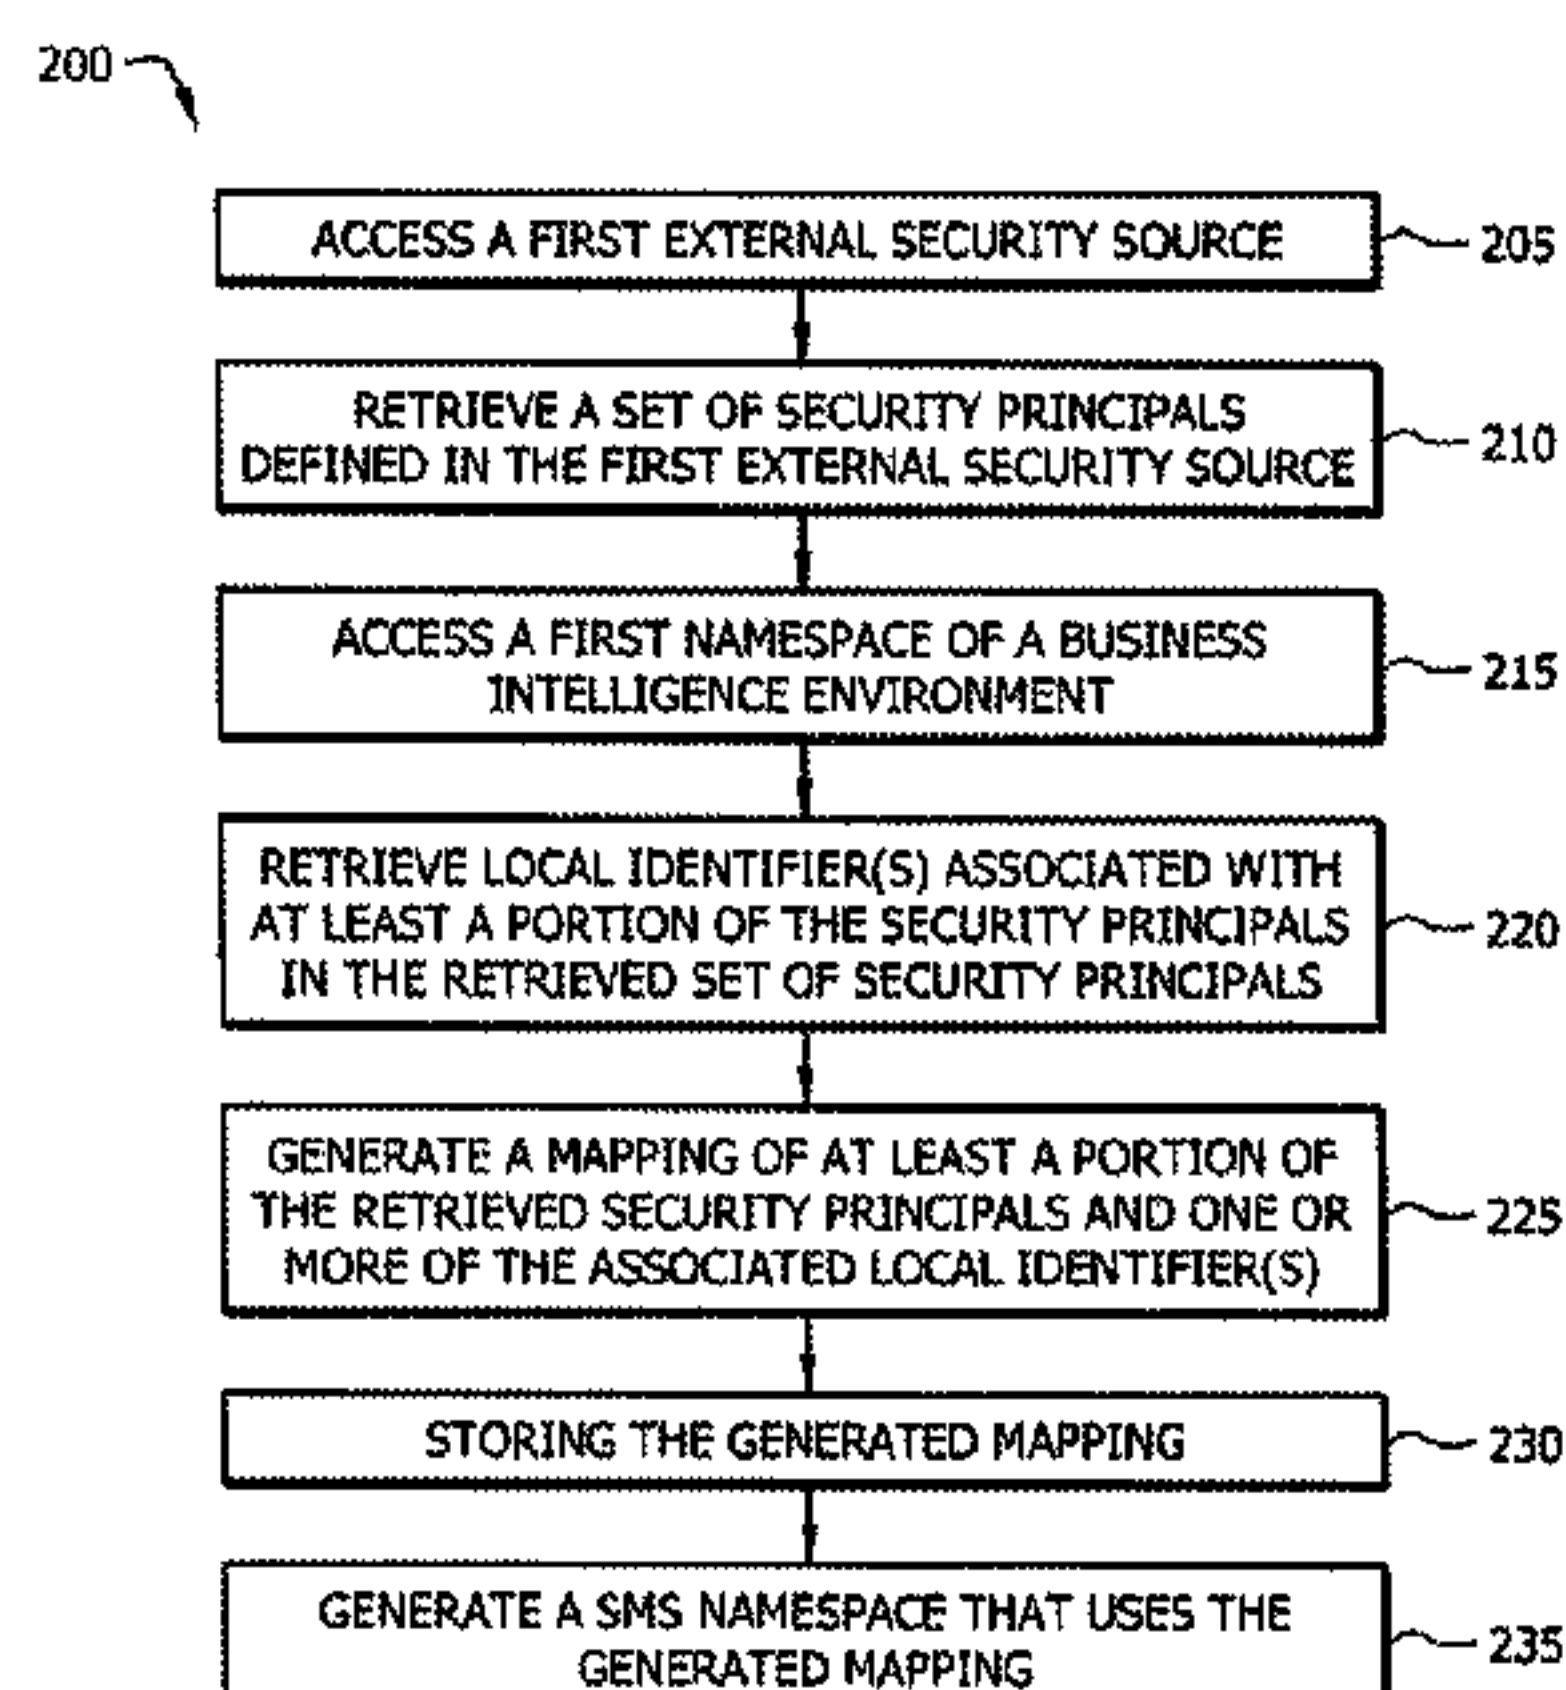 200
ACCESS A FIRST EXTERNAL SECURITY SOURCE
205
RETRIEVE A SET OF SECURITY PRINCIPALS
DEFINED IN THE FIRST EXTERNAL SECURITY SOURCE
210
ACCESS A FIRST NAMESPACE OF A BUSINESS
INTELLIGENCE ENVIRONMENT
215
RETRIEVE LOCAL IDENTIFIER(S) ASSOCIATED WITH
AT LEAST A PORTION OF THE SECURITY PRINCIPALS
IN THE RETRIEVED SET OF SECURITY PRINCIPALS
220
GENERATE A MAPPING OF AT LEAST A PORTION OF
THE RETRIEVED SECURITY PRINCIPALS AND ONE OR
MORE OF THE ASSOCIATED LOCAL IDENTIFIER(S)
225
STORING THE GENERATED MAPPING
230
GENERATE A SMS NAMESPACE THAT USES THE
GENERATED MAPPING
235